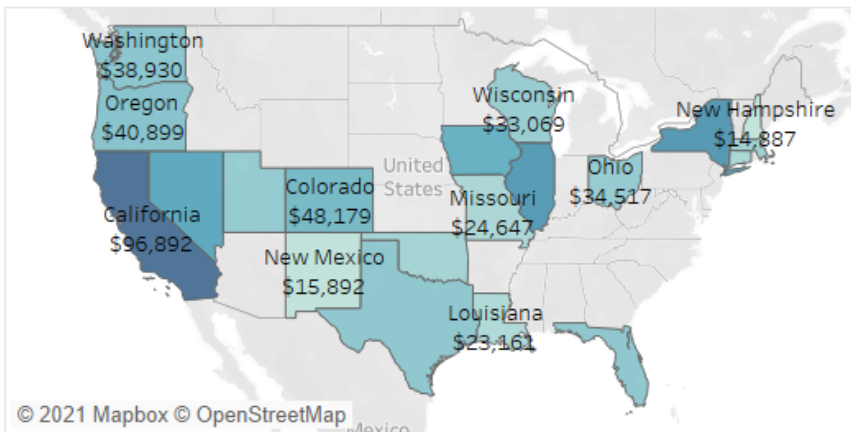 Washington
$38,930
Oregon
$40,899
Wisconsin
$33,069
New Hampshire
$14,887
United
States
Ohio
$34,517
Colorado
$48,179
Missouri
$24,647
California
$96,892
New Mexico
$15,892
Louisiana
$23,161
© 2021 Mapbox © OpenStreetMap
Mexico